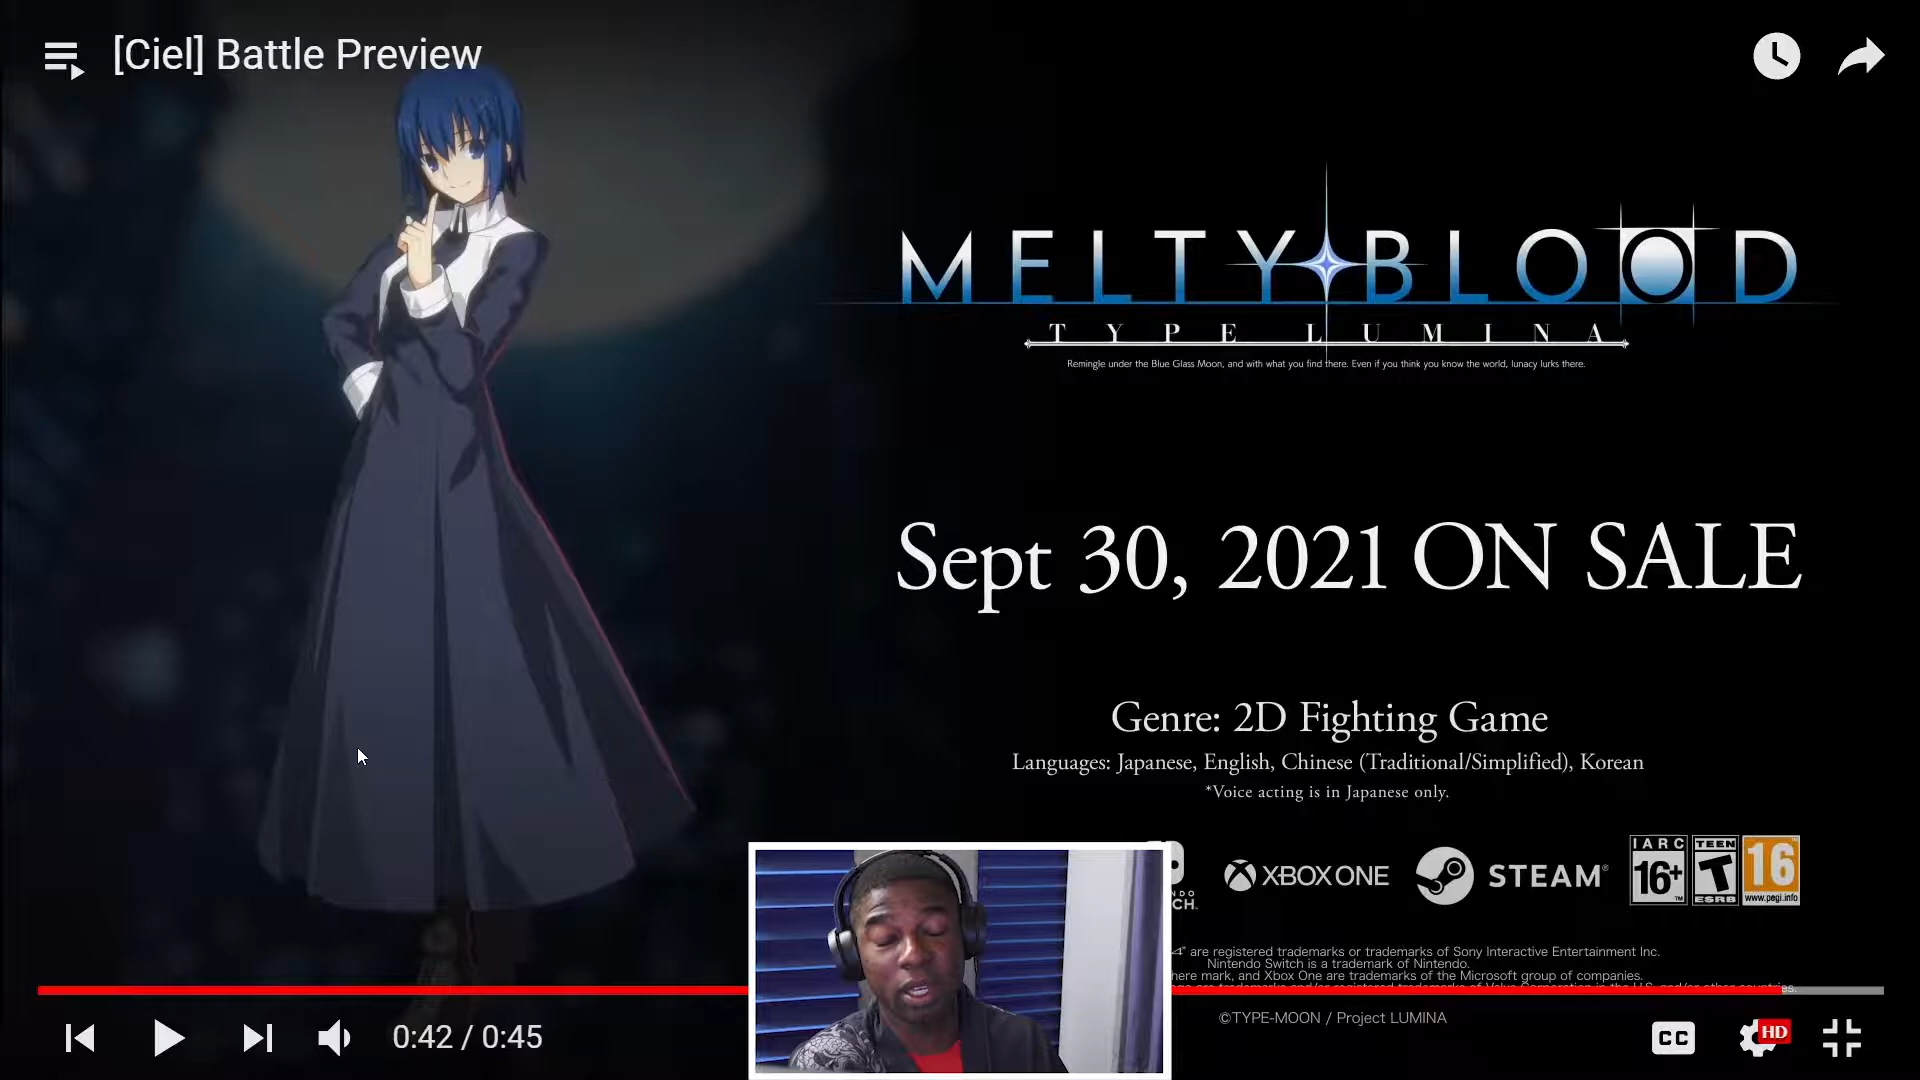 [Ciel] Battle Preview
MELTY BLOOD
TYPE LUMINA
Remingle under the Blue Glass Moon, and with what you find there. Even if you think you know the world, lunacy lurks there.
Sept 30, 2021 ON SALE
Genre: 2D Fighting Game
Languages: Japanese, English, Chinese (Traditional/Simplified), Korean
*Voice acting is in Japanese only.
XBOX ONE STEAM® IARC 16+ TEEN T ESRB 16 www.pegi.info
are registered trademarks or trademarks of Sony Interactive Entertainment Inc.
Nintendo Switch is a trademark of Nintendo.
here mark, and Xbox One are trademarks of the Microsoft group of companies.
©TYPE-MOON / Project LUMINA
0:42 / 0:45
CC HD